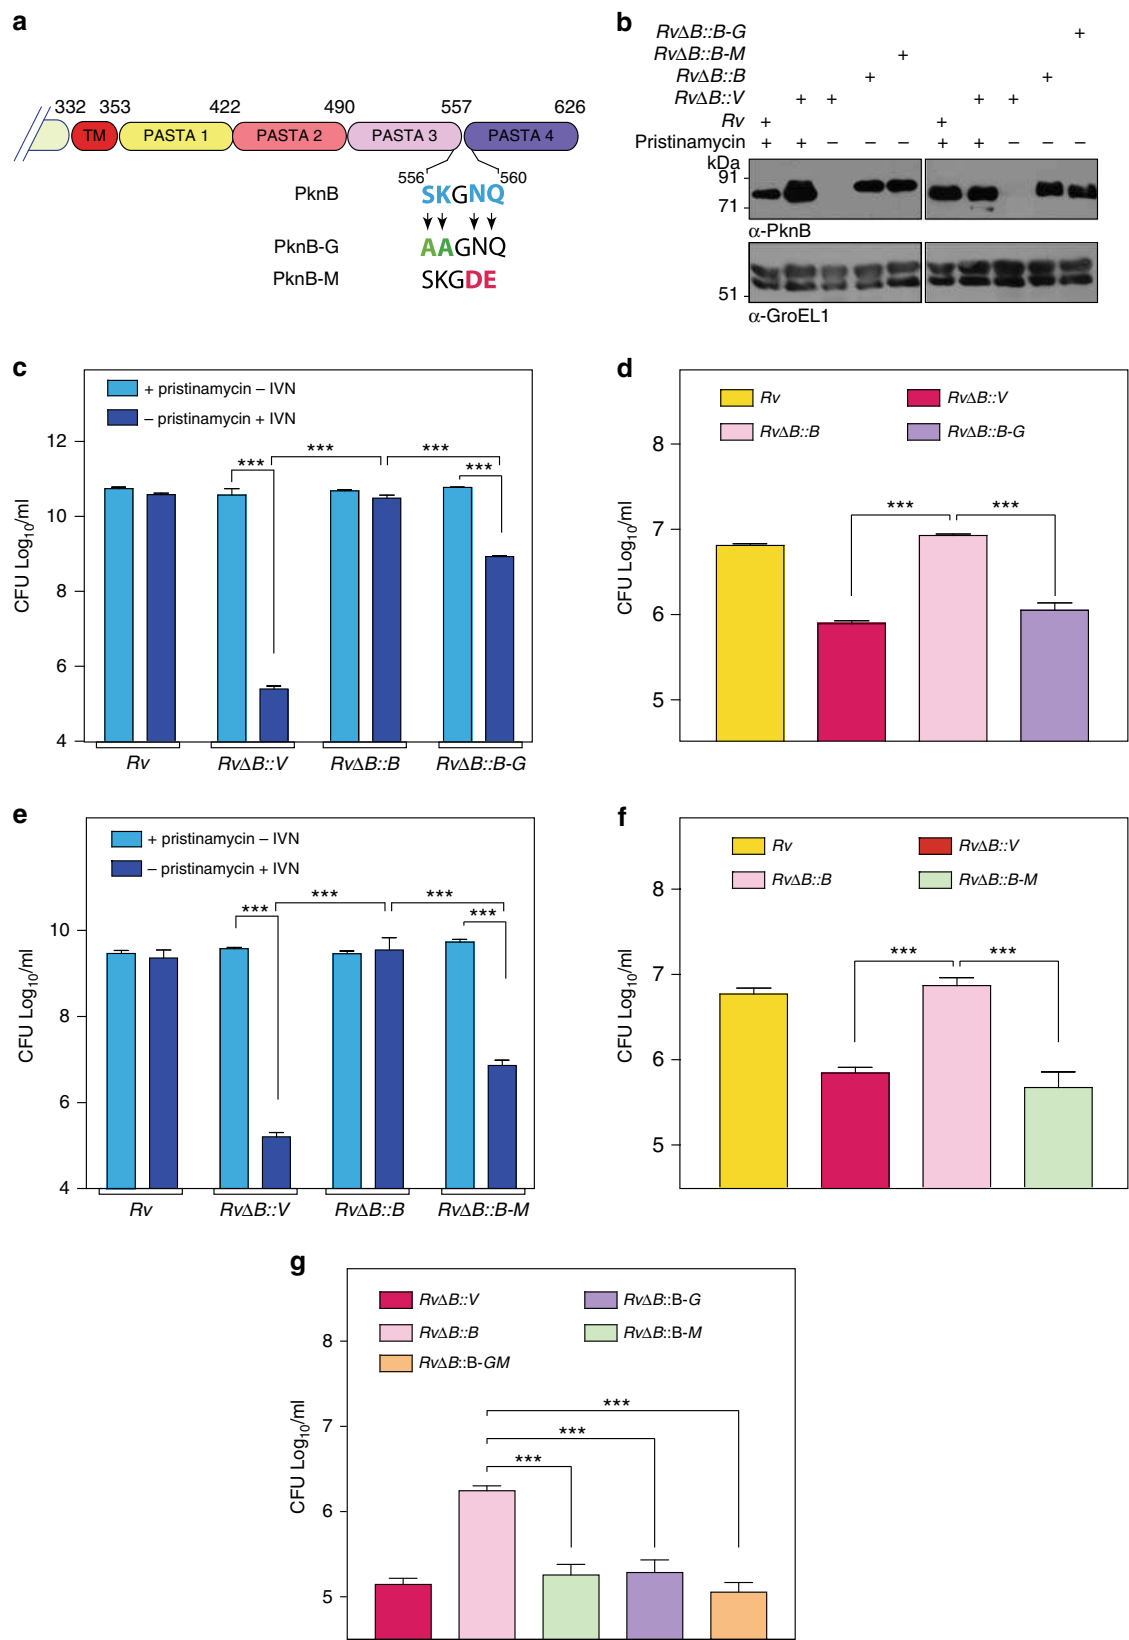 a
332 353 422 490 557 626
TM PASTA 1 PASTA 2 PASTA 3 PASTA 4
556 560
PknB SKGNQ
PknB-G AAGNQ
PknB-M SKGDE
b
RvΔB::B-G +
RvΔB::B-M +
RvΔB::B + +
RvΔB::V + + + +
Rv + +
Pristinamycin + + – – – + + – – –
kDa
91
71
α-PknB
51
α-GroEL1
c
+ pristinamycin – IVN
– pristinamycin + IVN
CFU Log10/ml
12
10
8
6
4
*** *** *** ***
Rv RvΔB::V RvΔB::B RvΔB::B-G
d
Rv RvΔB::V
RvΔB::B RvΔB::B-G
CFU Log10/ml
8
7
6
5
*** ***
e
+ pristinamycin – IVN
– pristinamycin + IVN
CFU Log10/ml
10
8
6
4
*** *** *** ***
Rv RvΔB::V RvΔB::B RvΔB::B-M
f
Rv RvΔB::V
RvΔB::B RvΔB::B-M
CFU Log10/ml
8
7
6
5
*** ***
g
RvΔB::V RvΔB::B-G
RvΔB::B RvΔB::B-M
RvΔB::B-GM
CFU Log10/ml
8
7
6
5
***
***
***